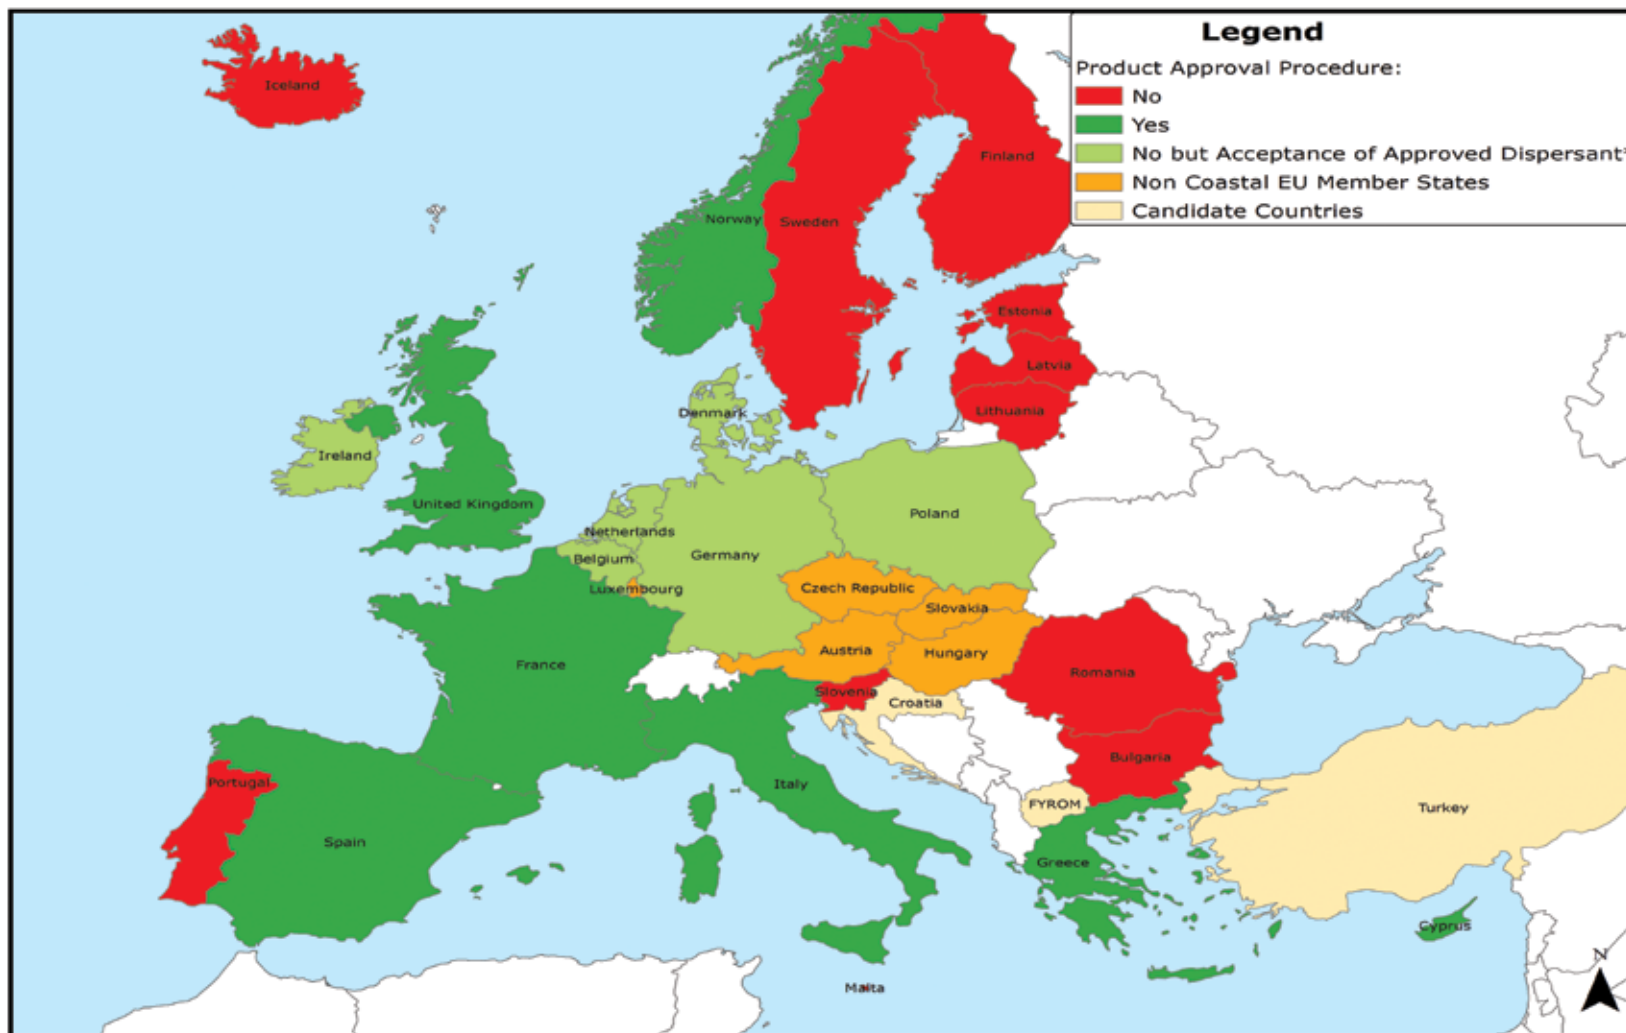 Legend
Product Approval Procedure:
No
Yes
No but Acceptance of Approved Dispersant*
Non Coastal EU Member States
Candidate Countries
Iceland
Finland
Norway
Sweden
Estonia
Latvia
Denmark
Lithuania
Ireland
United Kingdom
Poland
Netherlands
Germany
Belgium
Luxembourg
Czech Republic
Slovakia
Austria
Hungary
France
Romania
Slovenia
Croatia
Bulgaria
Portugal
Italy
FYROM
Turkey
Spain
Greece
Cyprus
N
Malta